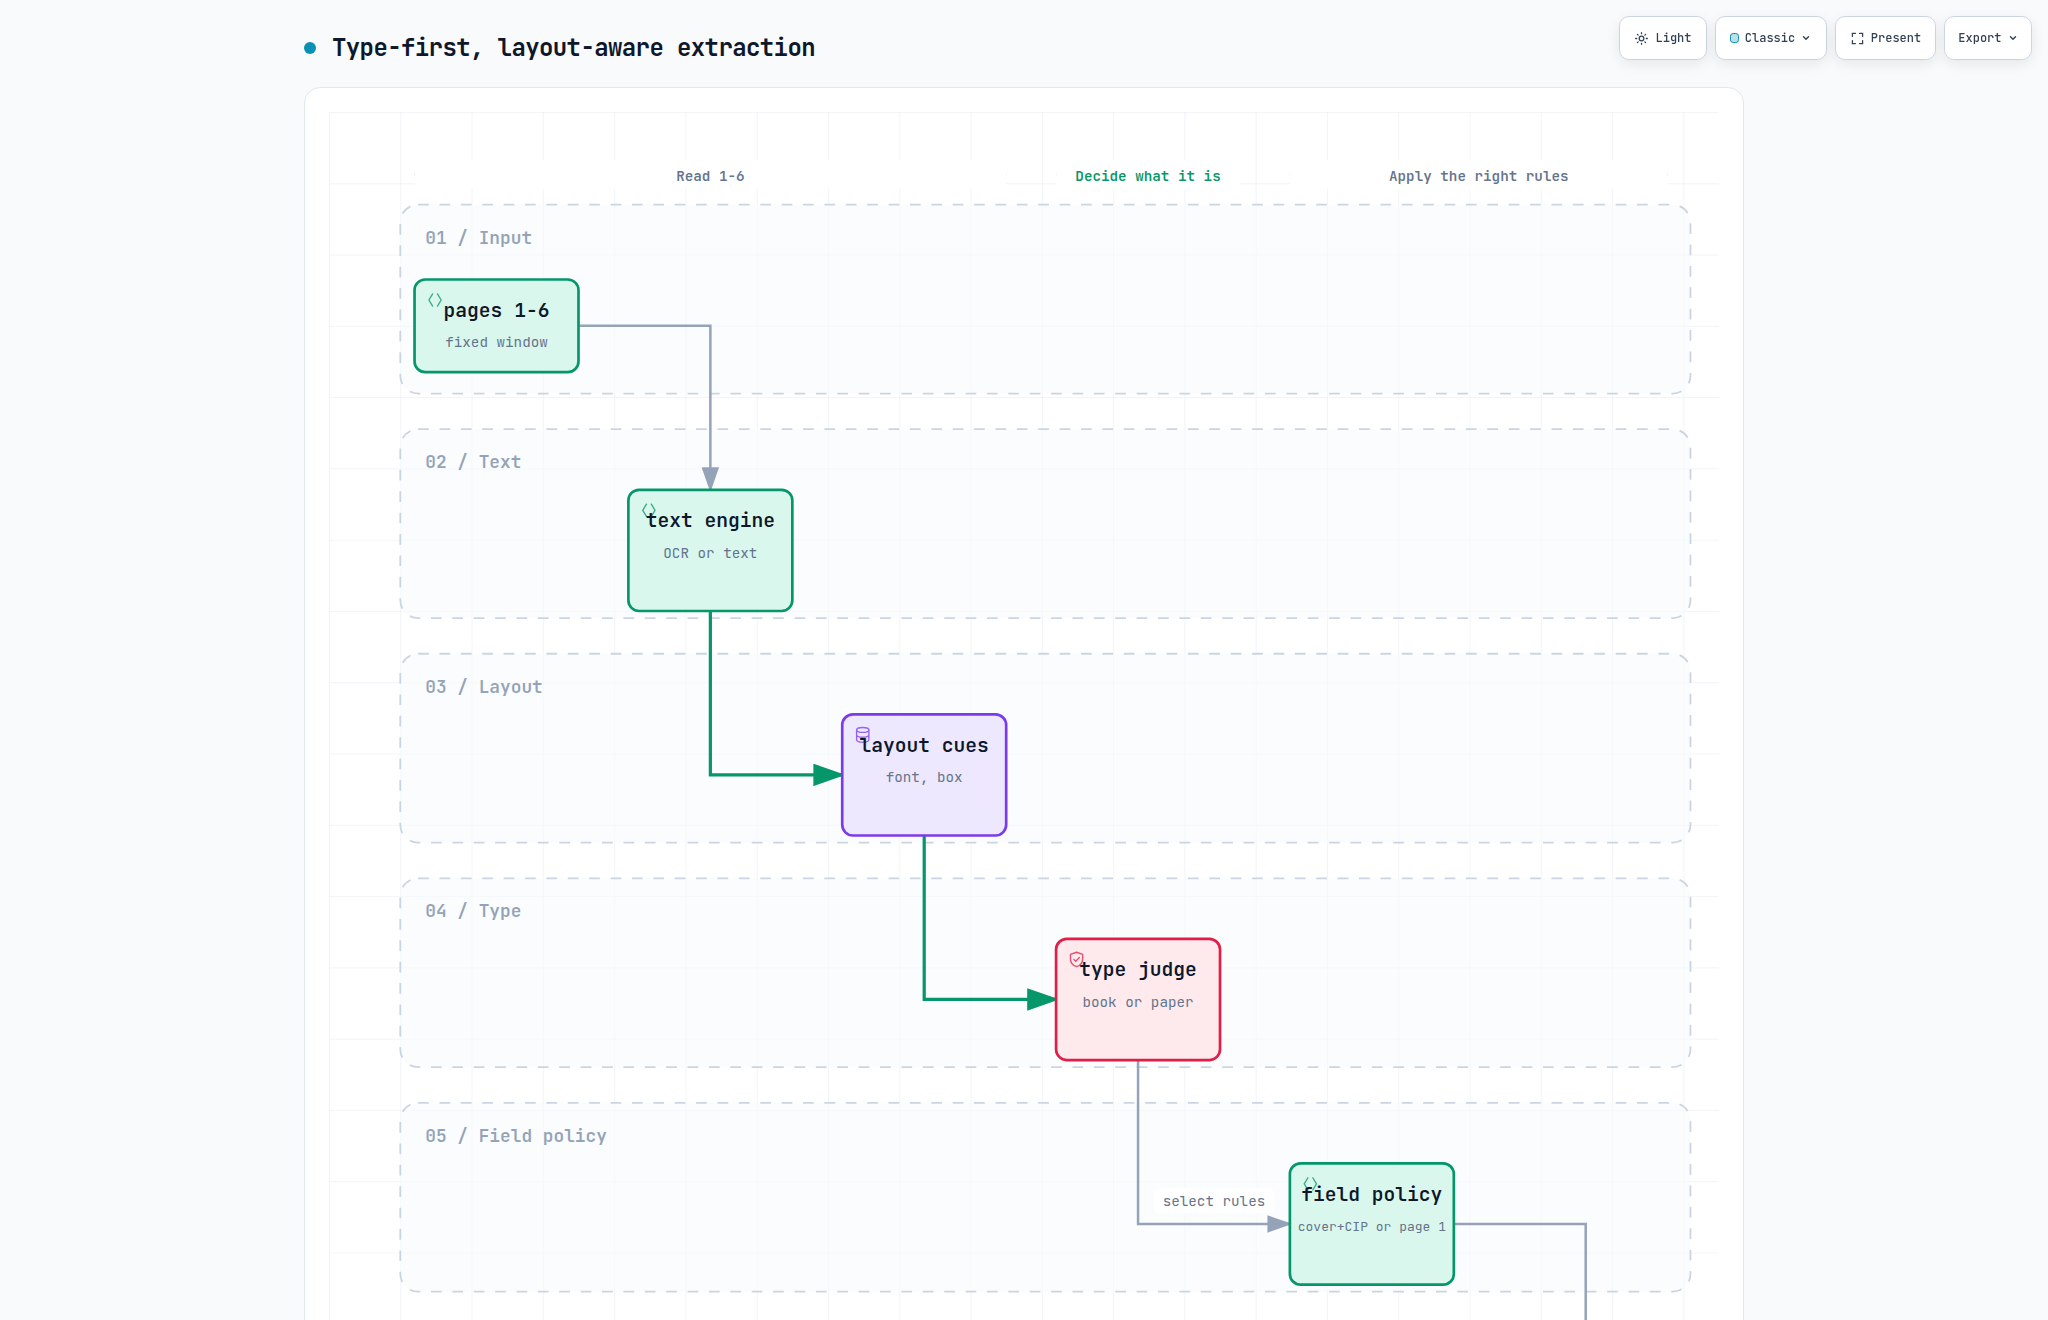 Type-first, layout-aware extraction
Light
Classic
Present
Export
Read 1-6
Decide what it is
Apply the right rules
01 / Input
pages 1-6
fixed window
02 / Text
text engine
OCR or text
03 / Layout
layout cues
font, box
04 / Type
type judge
book or paper
05 / Field policy
select rules
field policy
cover+CIP or page 1